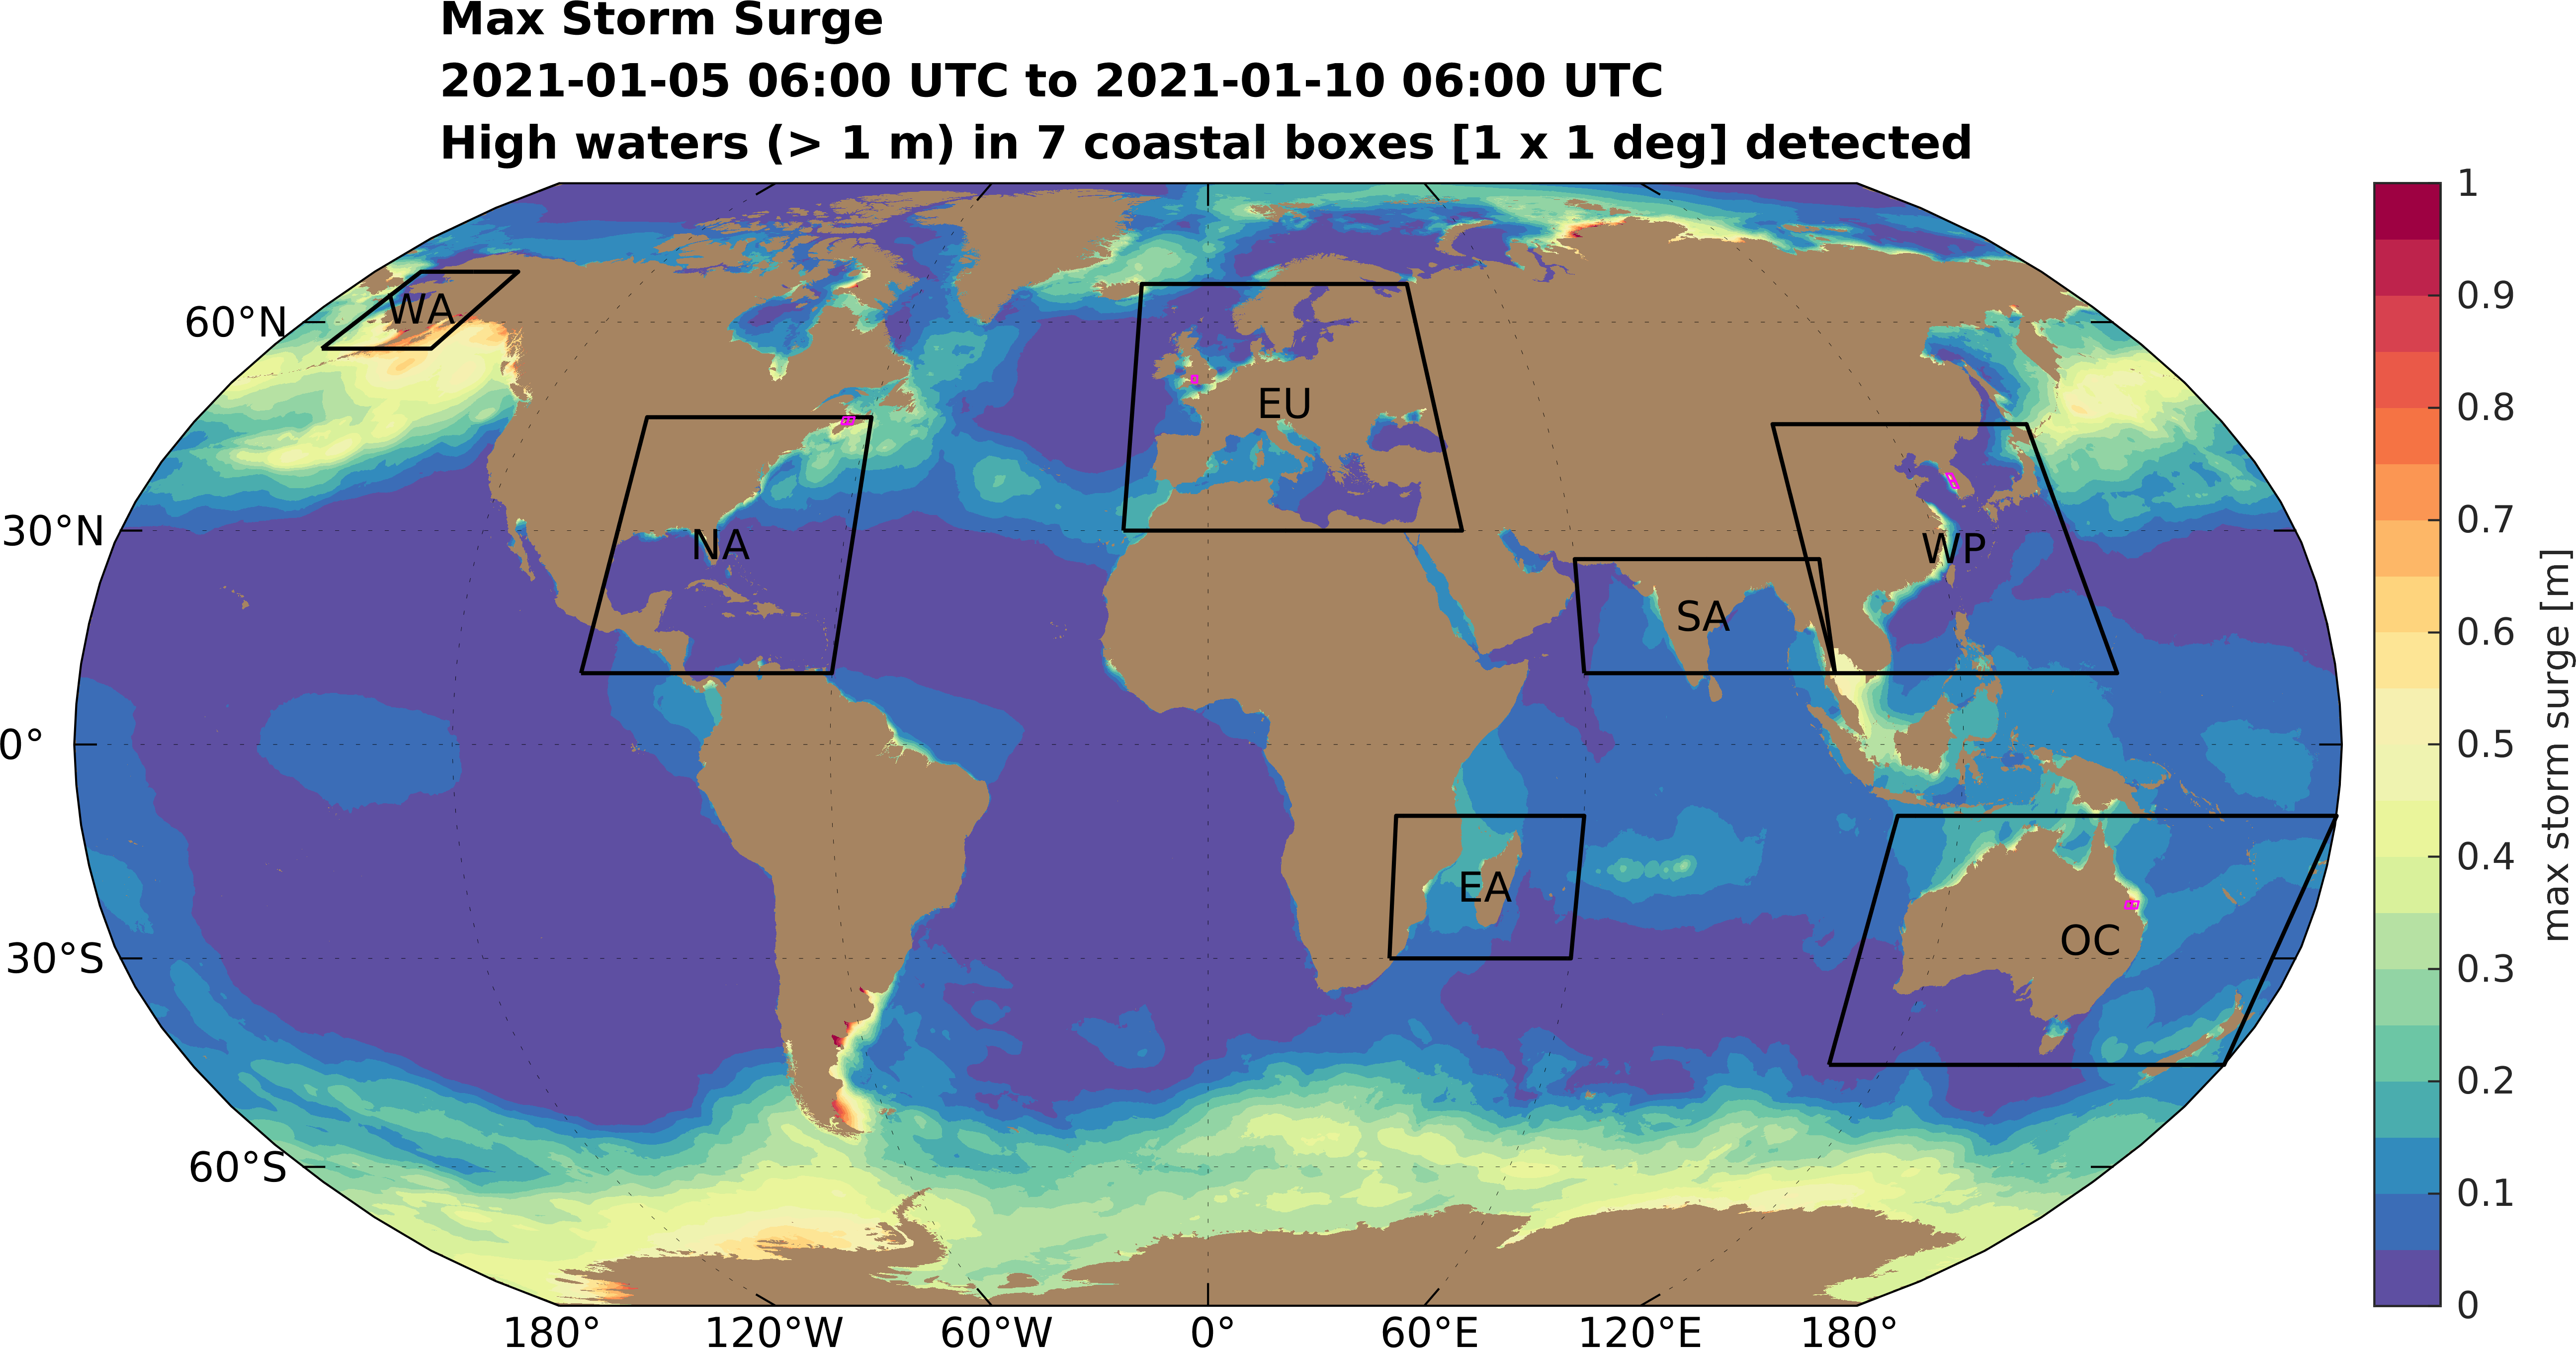 Max Storm Surge
2021-01-05 06:00 UTC to 2021-01-10 06:00 UTC
High waters (> 1 m) in 7 coastal boxes [1 x 1 deg] detected
WA
60°N
EU
30°N
NA
WP
SA
0°
EA
OC
30°S
60°S
180°
120°W
60°W
0°
60°E
120°E
180°
1
0.9
0.8
0.7
0.6
0.5
0.4
0.3
0.2
0.1
0
max storm surge [m]